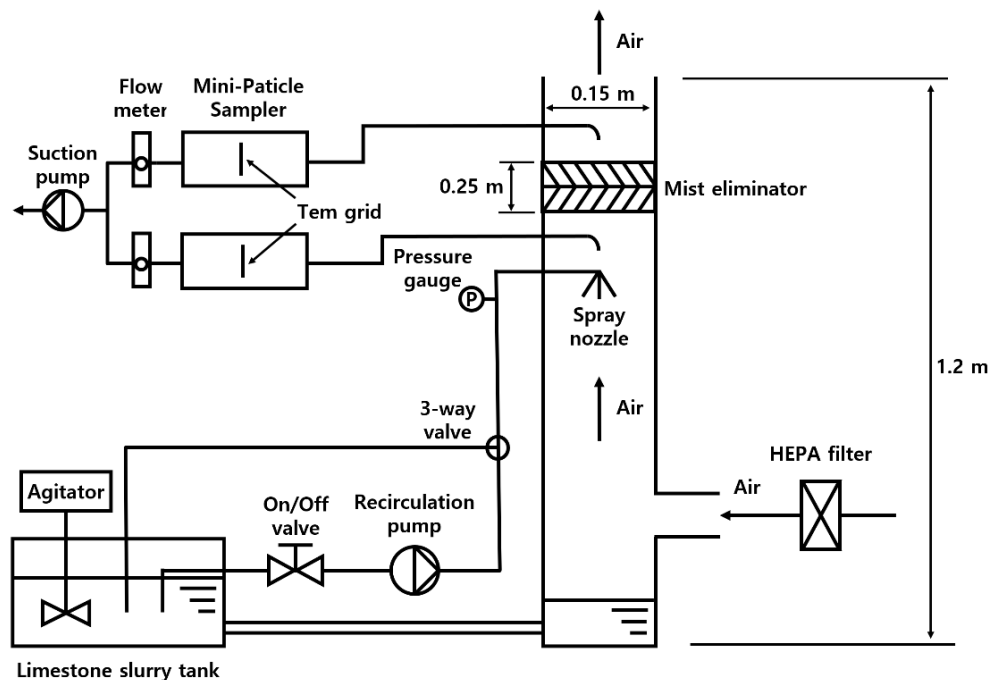 Air
0.15 m
Flow
meter
Mini-Paticle
Sampler
Suction
pump
0.25 m
Mist eliminator
Tem grid
Pressure
gauge
P
Spray
nozzle
1.2 m
Air
3-way
valve
HEPA filter
Air
Agitator
On/Off
valve
Recirculation
pump
Limestone slurry tank